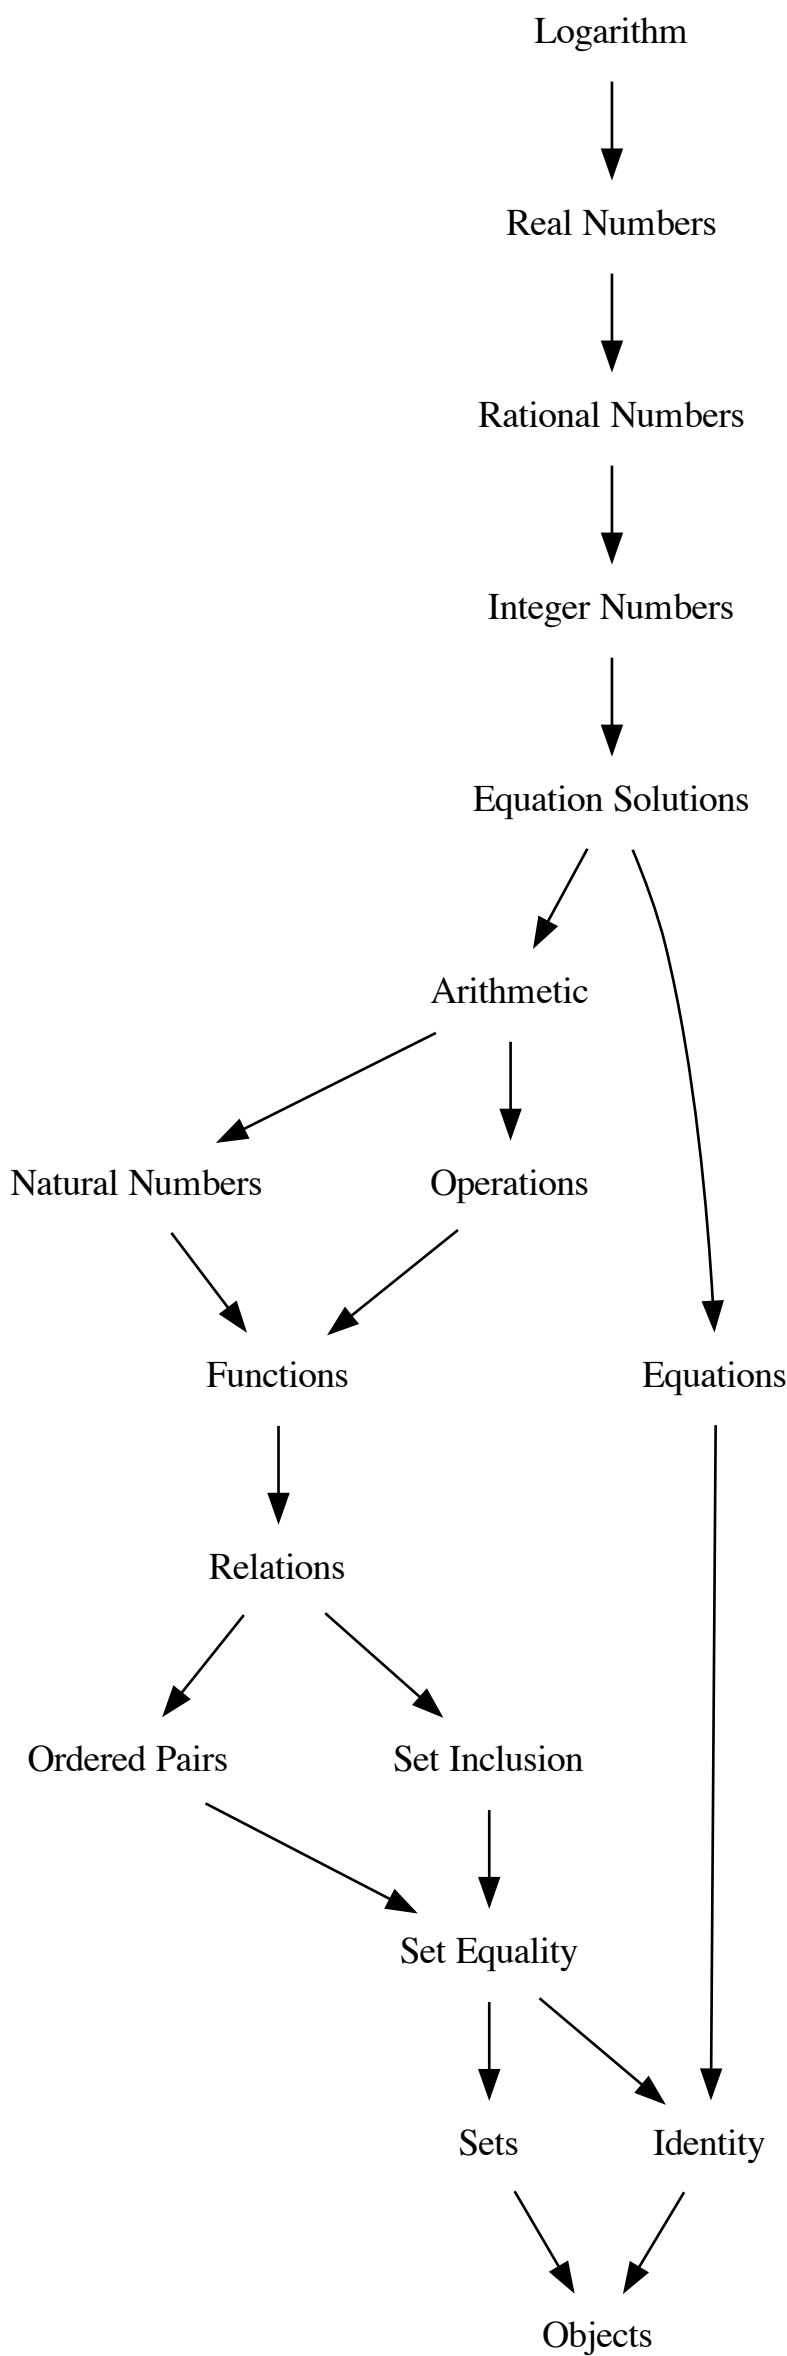 Logarithm
Real Numbers
Rational Numbers
Integer Numbers
Equation Solutions
Arithmetic
Natural Numbers
Operations
Functions
Equations
Relations
Ordered Pairs
Set Inclusion
Set Equality
Sets
Identity
Objects